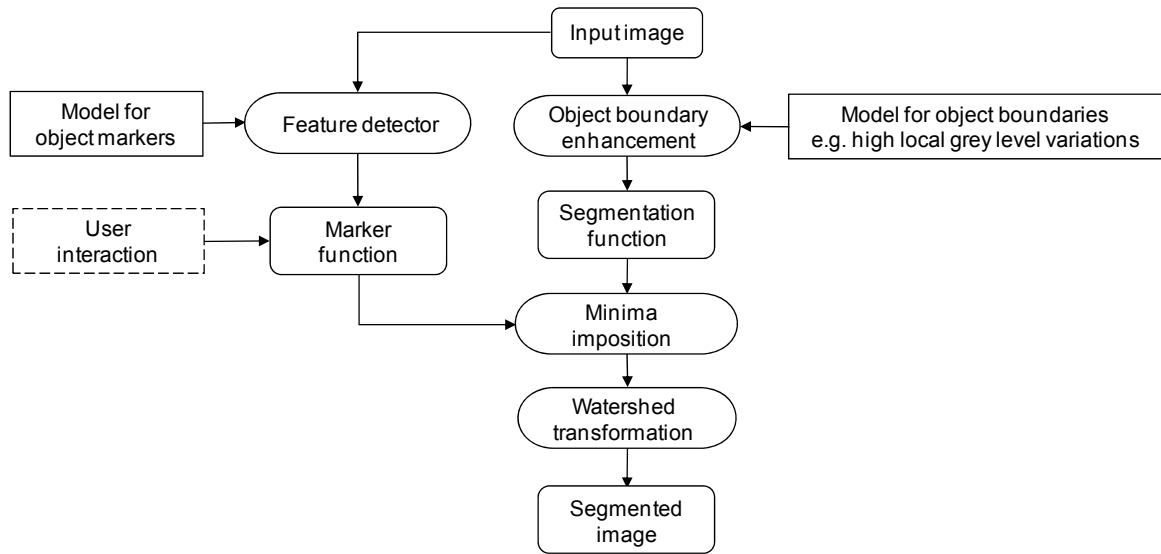 Input image
Model for
object markers
Feature detector
Object boundary
enhancement
Model for object boundaries
e.g. high local grey level variations
User
interaction
Marker
function
Segmentation
function
Minima
imposition
Watershed
transformation
Segmented
image